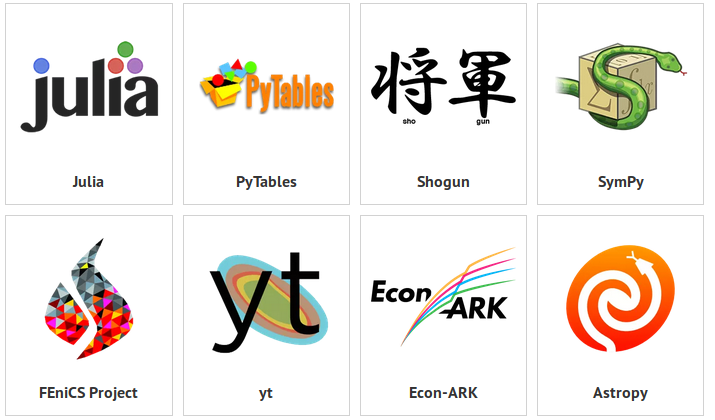 julia
Julia
PyTables
PyTables
将軍
sho gun
Shogun
SymPy
FEniCS Project
yt
yt
Econ
ARK
Econ-ARK
Astropy